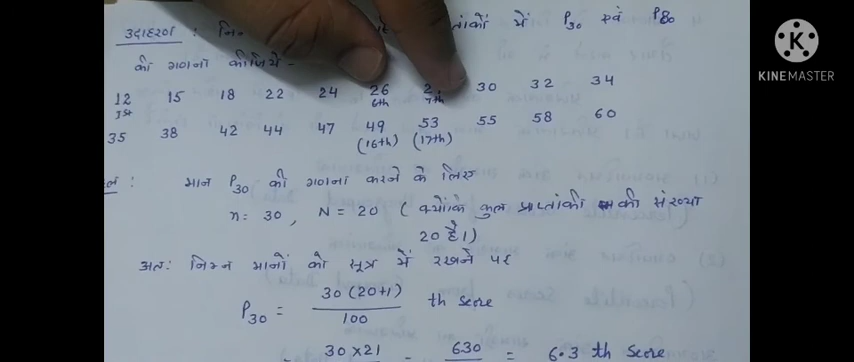 उदाहरण : नि ताकों में P30 एवं P80
KINEMASTER
की गणना कीजिये -
12 15 18 22 24 26 2 30 32 34
1st 6th 7th
35 38 42 44 47 49 53 55 58 60
(16th) (17th)
: मान P30 की गणना करने के लिए
n = 30, N = 20 ( क्योंकि कुल प्राप्तांकों की संख्या
20 है।)
अतः निम्न मानों को सूत्र में रखने पर
P30 = 30 (20+1) / 100 th score
= 30 × 21 = 630 = 6.3 th score